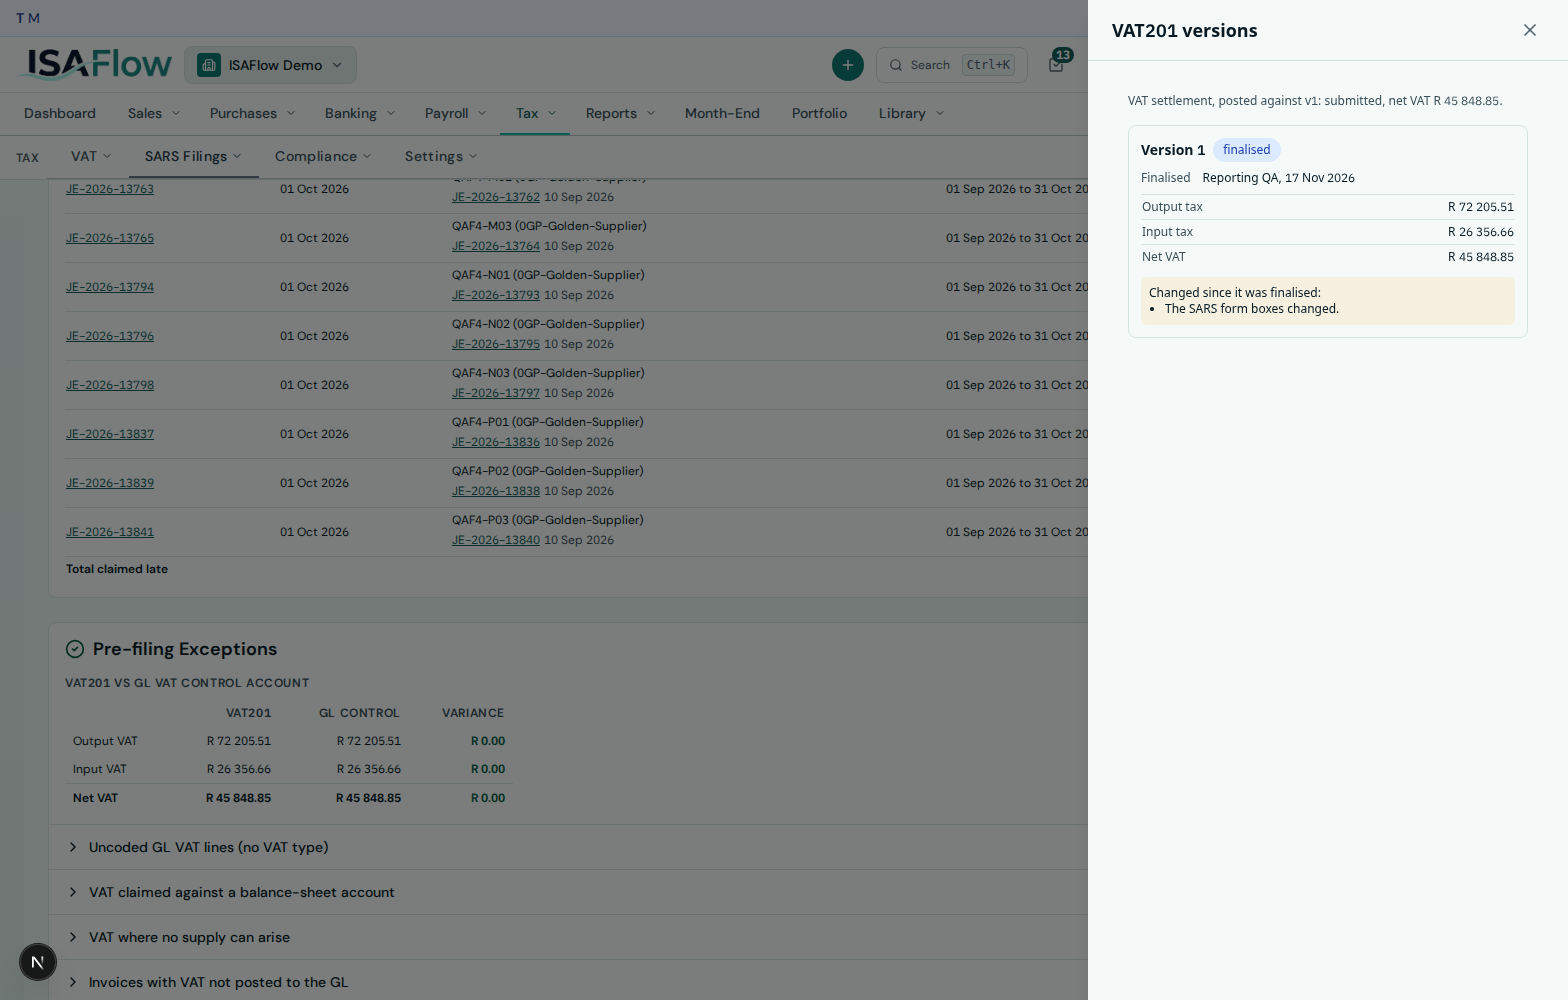 T M
ISAFlow
ISAFlow Demo
Search Ctrl+K
13
Dashboard Sales Purchases Banking Payroll Tax Reports Month-End Portfolio Library
TAX VAT SARS Filings Compliance Settings
JE-2026-13763 01 Oct 2026 JE-2026-13762 10 Sep 2026 01 Sep 2026 to 31 Oct 20
QAF4-M03 (0GP-Golden-Supplier)
JE-2026-13765 01 Oct 2026 JE-2026-13764 10 Sep 2026 01 Sep 2026 to 31 Oct 20
QAF4-N01 (0GP-Golden-Supplier)
JE-2026-13794 01 Oct 2026 JE-2026-13793 10 Sep 2026 01 Sep 2026 to 31 Oct 20
QAF4-N02 (0GP-Golden-Supplier)
JE-2026-13796 01 Oct 2026 JE-2026-13795 10 Sep 2026 01 Sep 2026 to 31 Oct 20
QAF4-N03 (0GP-Golden-Supplier)
JE-2026-13798 01 Oct 2026 JE-2026-13797 10 Sep 2026 01 Sep 2026 to 31 Oct 20
QAF4-P01 (0GP-Golden-Supplier)
JE-2026-13837 01 Oct 2026 JE-2026-13836 10 Sep 2026 01 Sep 2026 to 31 Oct 20
QAF4-P02 (0GP-Golden-Supplier)
JE-2026-13839 01 Oct 2026 JE-2026-13838 10 Sep 2026 01 Sep 2026 to 31 Oct 20
QAF4-P03 (0GP-Golden-Supplier)
JE-2026-13841 01 Oct 2026 JE-2026-13840 10 Sep 2026 01 Sep 2026 to 31 Oct 20
Total claimed late
Pre-filing Exceptions
VAT201 VS GL VAT CONTROL ACCOUNT
VAT201 GL CONTROL VARIANCE
Output VAT R 72 205.51 R 72 205.51 R 0.00
Input VAT R 26 356.66 R 26 356.66 R 0.00
Net VAT R 45 848.85 R 45 848.85 R 0.00
Uncoded GL VAT lines (no VAT type)
VAT claimed against a balance-sheet account
VAT where no supply can arise
Invoices with VAT not posted to the GL
N
VAT201 versions
VAT settlement, posted against v1: submitted, net VAT R 45 848.85.
Version 1 finalised
Finalised Reporting QA, 17 Nov 2026
Output tax R 72 205.51
Input tax R 26 356.66
Net VAT R 45 848.85
Changed since it was finalised:
• The SARS form boxes changed.